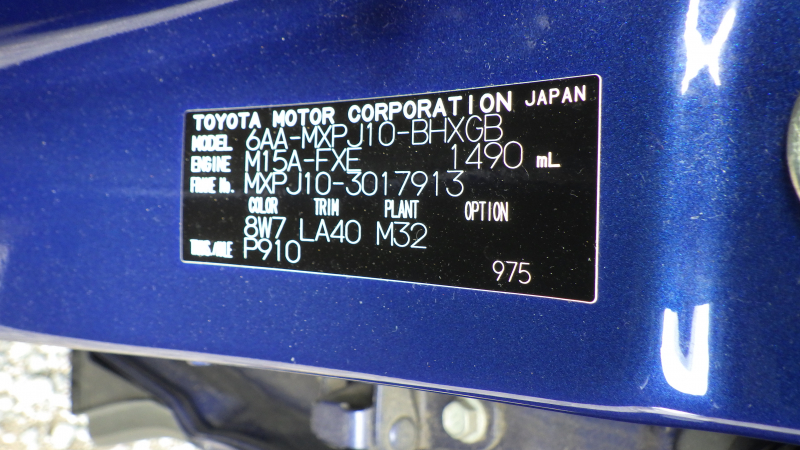 TOYOTA MOTOR CORPORATION JAPAN
MODEL 6AA-MXPJ10-BHXGB
ENGINE M15A-FXE 1490 mL
FRAME No. MXPJ10-3017913
COLOR TRIM PLANT OPTION
8W7 LA40 M32
TRANS./AXLE P910
975